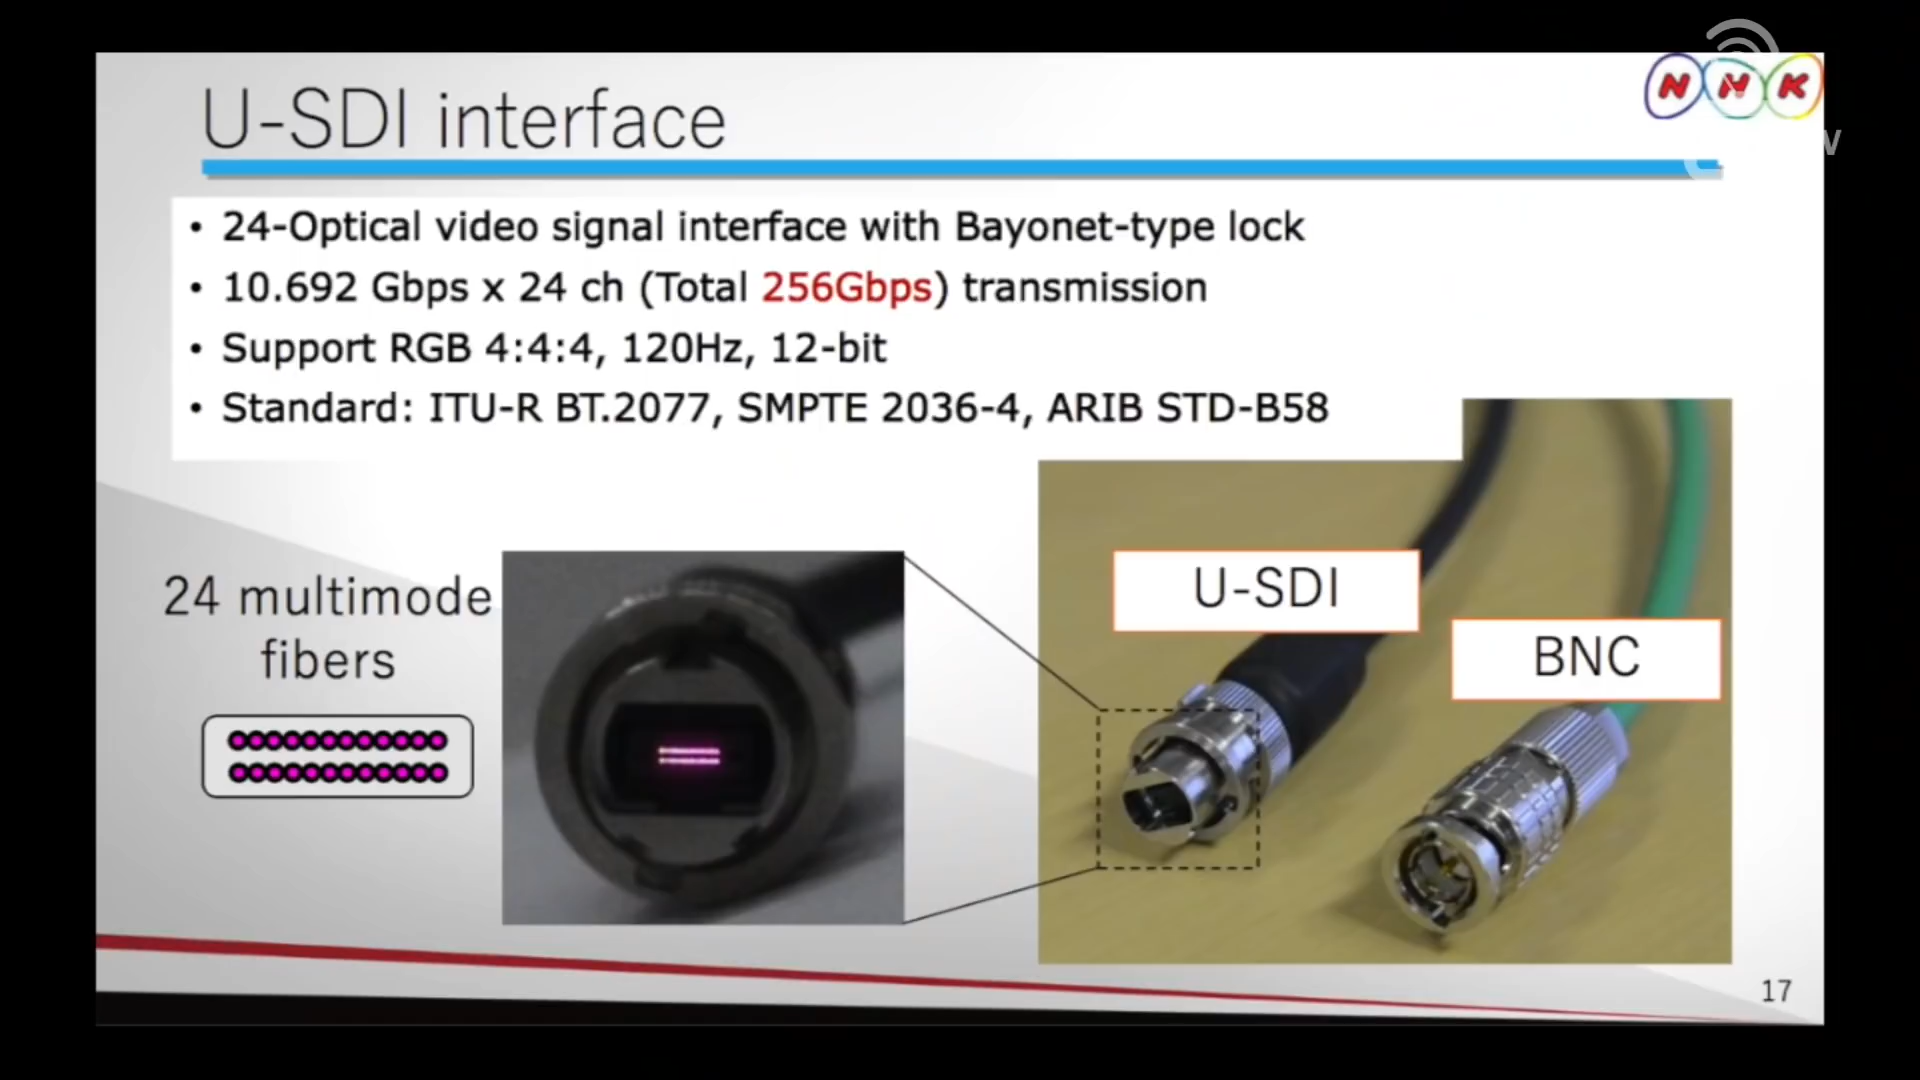 NHK
U-SDI interface
• 24-Optical video signal interface with Bayonet-type lock
• 10.692 Gbps x 24 ch (Total 256Gbps) transmission
• Support RGB 4:4:4, 120Hz, 12-bit
• Standard: ITU-R BT.2077, SMPTE 2036-4, ARIB STD-B58
24 multimode
fibers
U-SDI
BNC
17